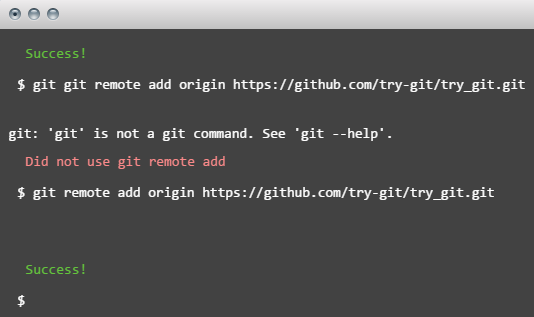 Success!
$ git git remote add origin https://github.com/try-git/try_git.git
git: 'git' is not a git command. See 'git --help'.
Did not use git remote add
$ git remote add origin https://github.com/try-git/try_git.git
Success!
$